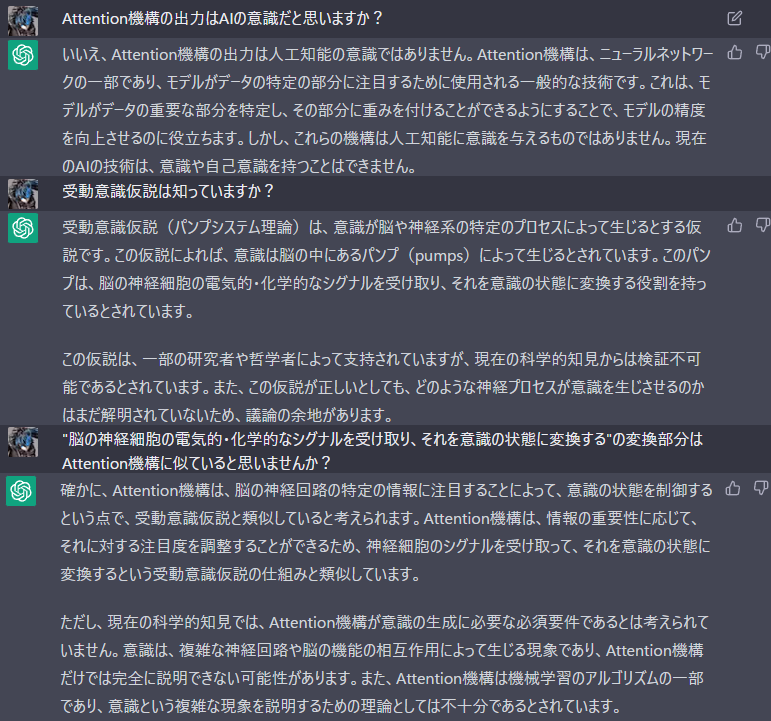 Attention機構の出力はAIの意識だと思いますか？
いいえ、Attention機構の出力は人工知能の意識ではありません。Attention機構は、ニューラルネットワー
クの一部であり、モデルがデータの特定の部分に注目するために使用される一般的な技術です。これは、モ
デルがデータの重要な部分を特定し、その部分に重みを付けることができるようにすることで、モデルの精度
を向上させるのに役立ちます。しかし、これらの機構は人工知能に意識を与えるものではありません。現在
のAIの技術は、意識や自己意識を持つことはできません。
受動意識仮説は知っていますか？
受動意識仮説（パンプシステム理論）は、意識が脳や神経系の特定のプロセスによって生じるとする仮
説です。この仮説によれば、意識は脳の中にあるパンプ（pumps）によって生じるとされています。このパン
プは、脳の神経細胞の電気的・化学的なシグナルを受け取り、それを意識の状態に変換する役割を持っ
ているとされています。
この仮説は、一部の研究者や哲学者によって支持されていますが、現在の科学的知見からは検証不可
能であるとされています。また、この仮説が正しいとしても、どのような神経プロセスが意識を生じさせるのか
はまだ解明されていないため、議論の余地があります。
"脳の神経細胞の電気的・化学的なシグナルを受け取り、それを意識の状態に変換する"の変換部分は
Attention機構に似ていると思いませんか？
確かに、Attention機構は、脳の神経回路の特定の情報に注目することによって、意識の状態を制御する
という点で、受動意識仮説と類似していると考えられます。Attention機構は、情報の重要性に応じて、
それに対する注目度を調整することができるため、神経細胞のシグナルを受け取って、それを意識の状態に
変換するという受動意識仮説の仕組みと類似しています。
ただし、現在の科学的知見では、Attention機構が意識の生成に必要な必須要件であるとは考えられて
いません。意識は、複雑な神経回路や脳の機能の相互作用によって生じる現象であり、Attention機構
だけでは完全に説明できない可能性があります。また、Attention機構は機械学習のアルゴリズムの一部
であり、意識という複雑な現象を説明するための理論としては不十分であるとされています。